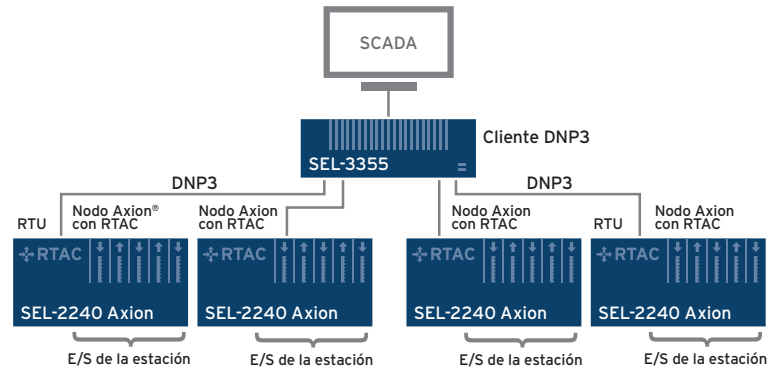 SCADA
Cliente DNP3
SEL-3355
DNP3
DNP3
RTU
Nodo Axion®
con RTAC
Nodo Axion
con RTAC
Nodo Axion
con RTAC
RTU
Nodo Axion
con RTAC
RTAC
RTAC
RTAC
RTAC
SEL-2240 Axion
SEL-2240 Axion
SEL-2240 Axion
SEL-2240 Axion
E/S de la estación
E/S de la estación
E/S de la estación
E/S de la estación